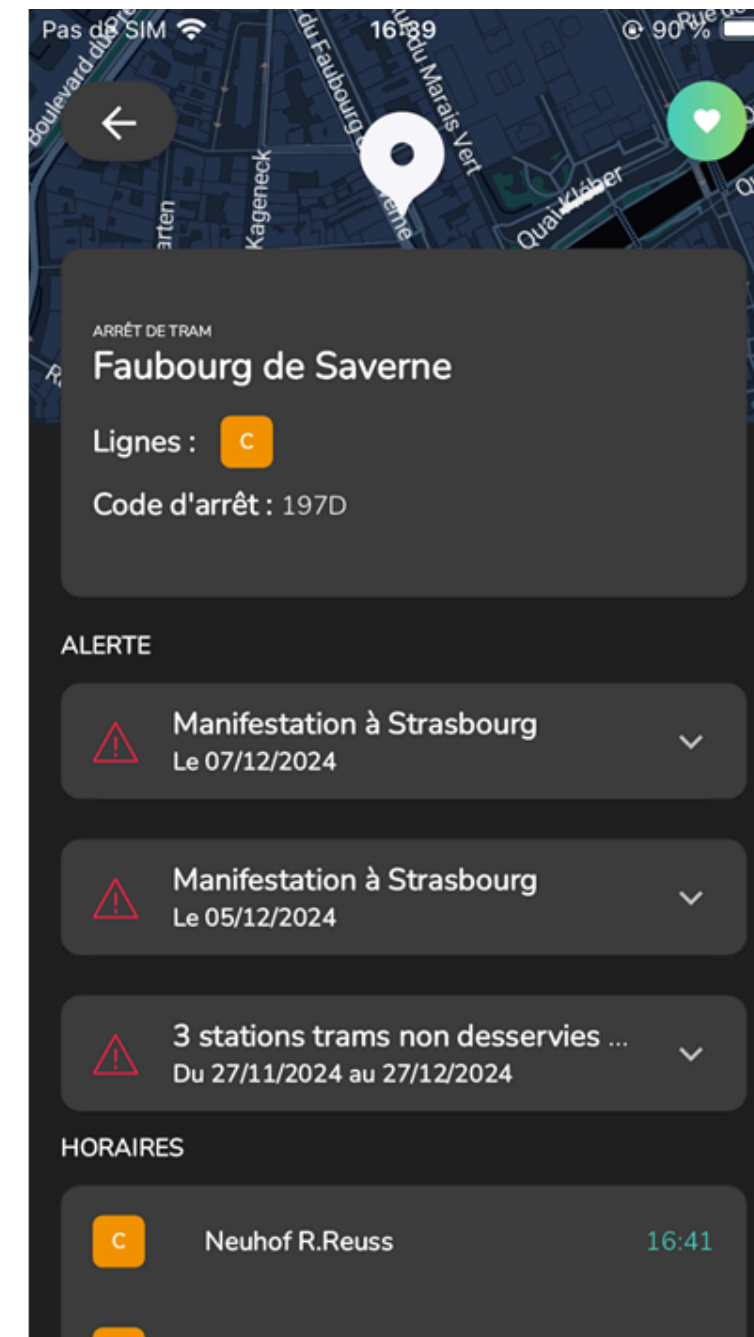 Pas de SIM 16:39 90 %
Boulevard du Pre
du Faubourg de
Saverne
du Marais Vert
Kageneck
arten
Quai Kléber
ARRÊT DE TRAM
Faubourg de Saverne
Lignes : C
Code d'arrêt : 197D
ALERTE
Manifestation à Strasbourg
Le 07/12/2024
Manifestation à Strasbourg
Le 05/12/2024
3 stations trams non desservies ...
Du 27/11/2024 au 27/12/2024
HORAIRES
C Neuhof R.Reuss 16:41